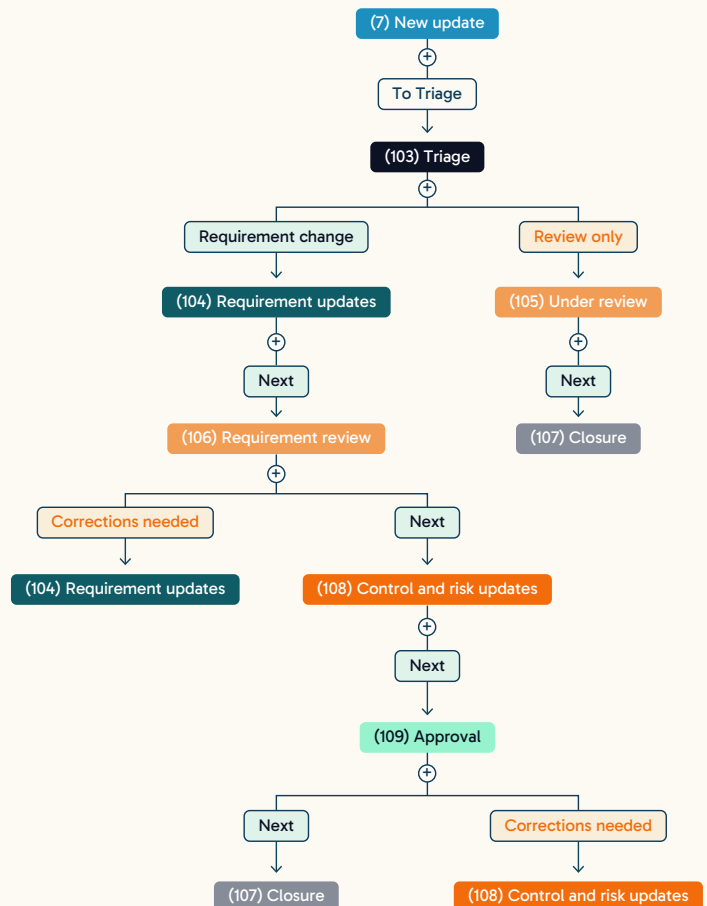 (7) New update
To Triage
(103) Triage
Requirement change
Review only
(104) Requirement updates
(105) Under review
Next
Next
(106) Requirement review
(107) Closure
Corrections needed
Next
(104) Requirement updates
(108) Control and risk updates
Next
(109) Approval
Next
Corrections needed
(107) Closure
(108) Control and risk updates